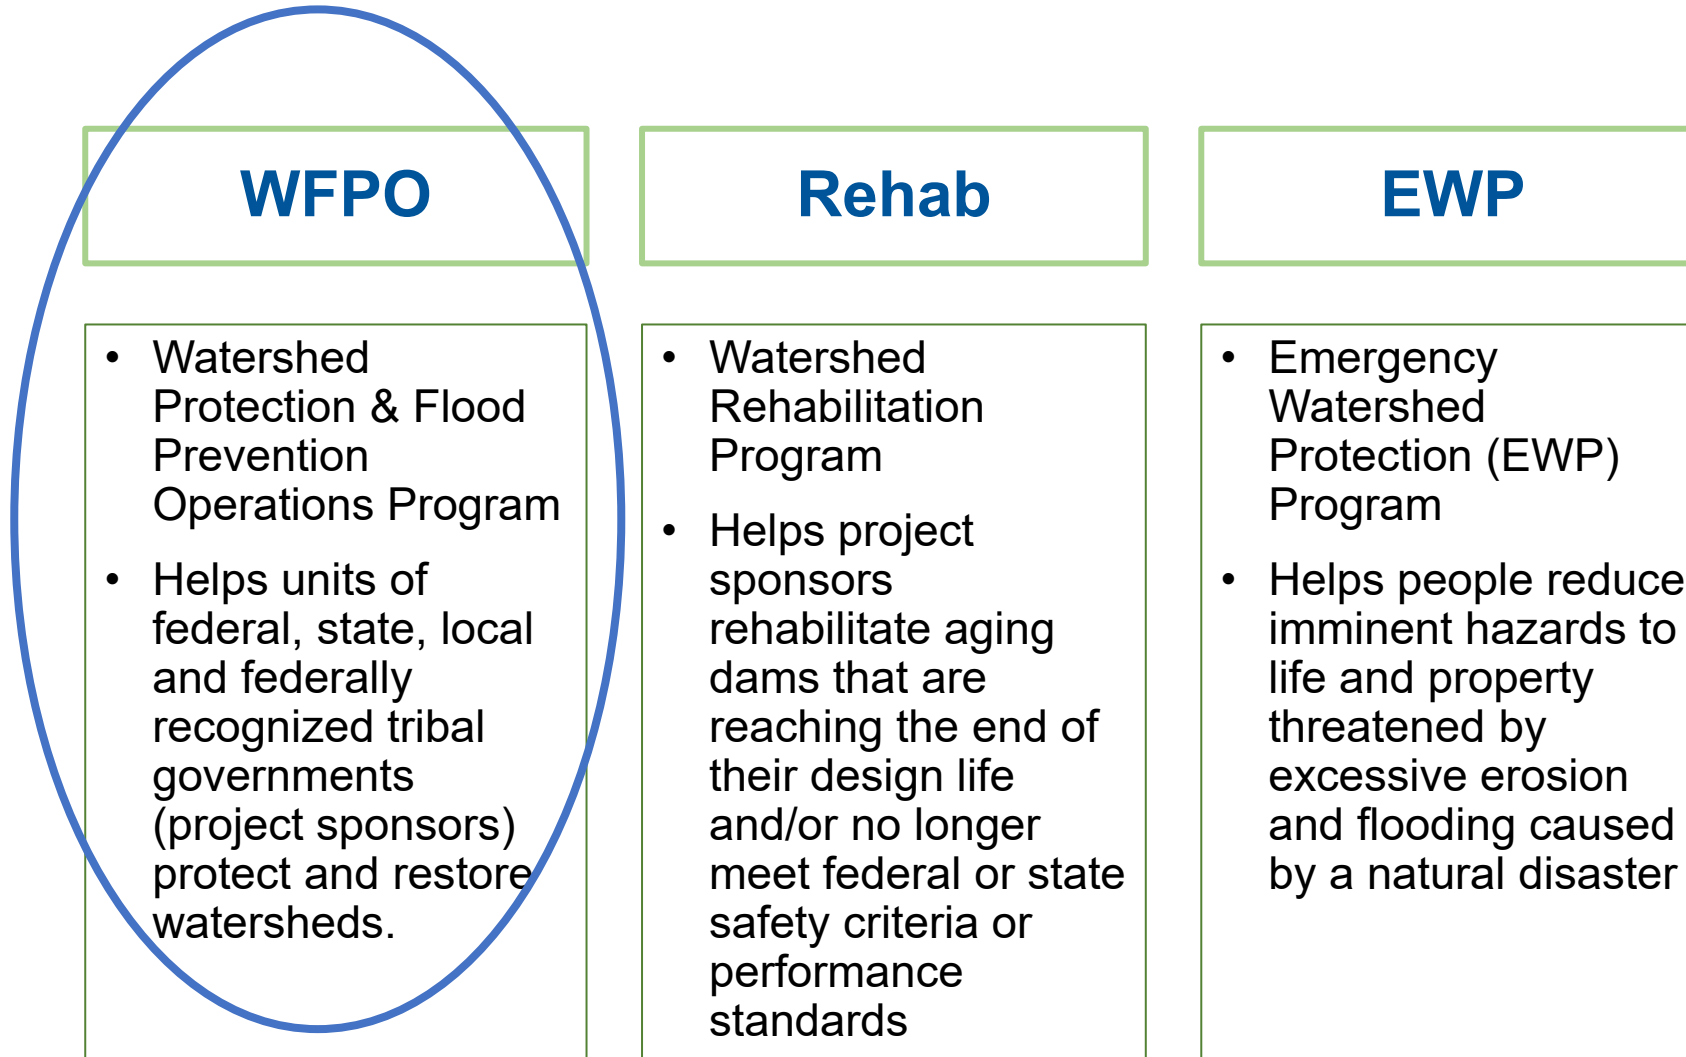 WFPO
• Watershed
Protection & Flood
Prevention
Operations Program
• Helps units of
federal, state, local
and federally
recognized tribal
governments
(project sponsors)
protect and restore
watersheds.
Rehab
• Watershed
Rehabilitation
Program
• Helps project
sponsors
rehabilitate aging
dams that are
reaching the end of
their design life
and/or no longer
meet federal or state
safety criteria or
performance
standards
EWP
• Emergency
Watershed
Protection (EWP)
Program
• Helps people reduce
imminent hazards to
life and property
threatened by
excessive erosion
and flooding caused
by a natural disaster